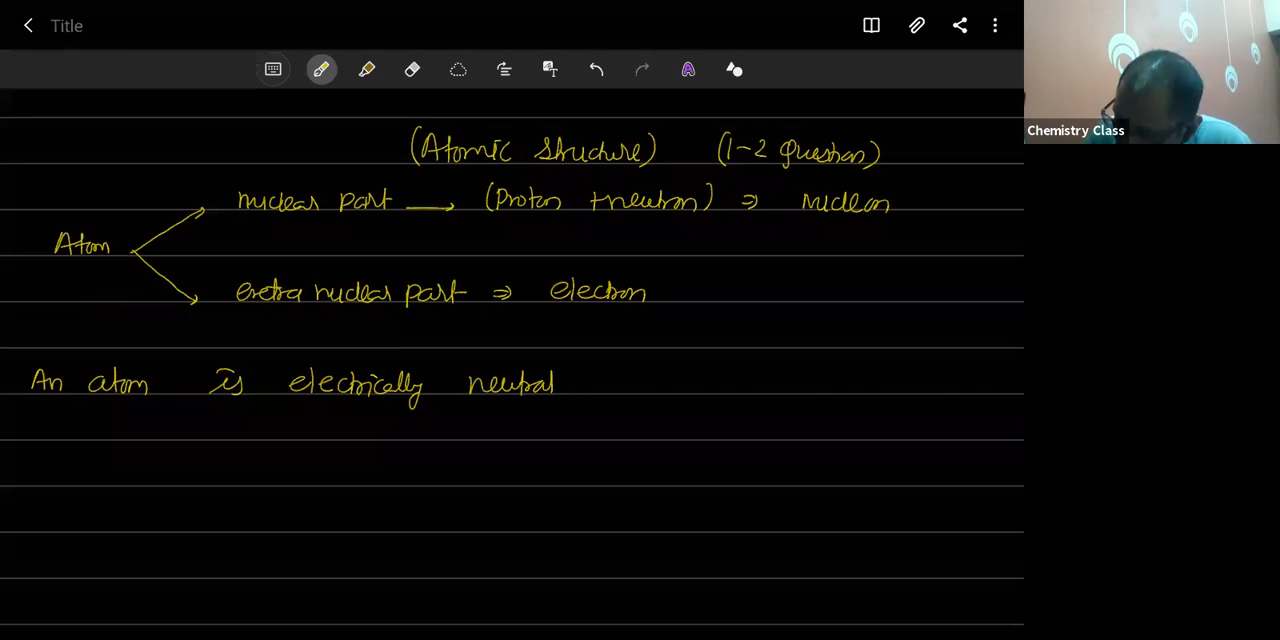 Title
Chemistry Class
(Atomic structure) (1-2 Question)
nuclear part → (Proton + neutron) ⇒ nucleon
Atom
extra nuclear part ⇒ electron
An atom is electrically neutral